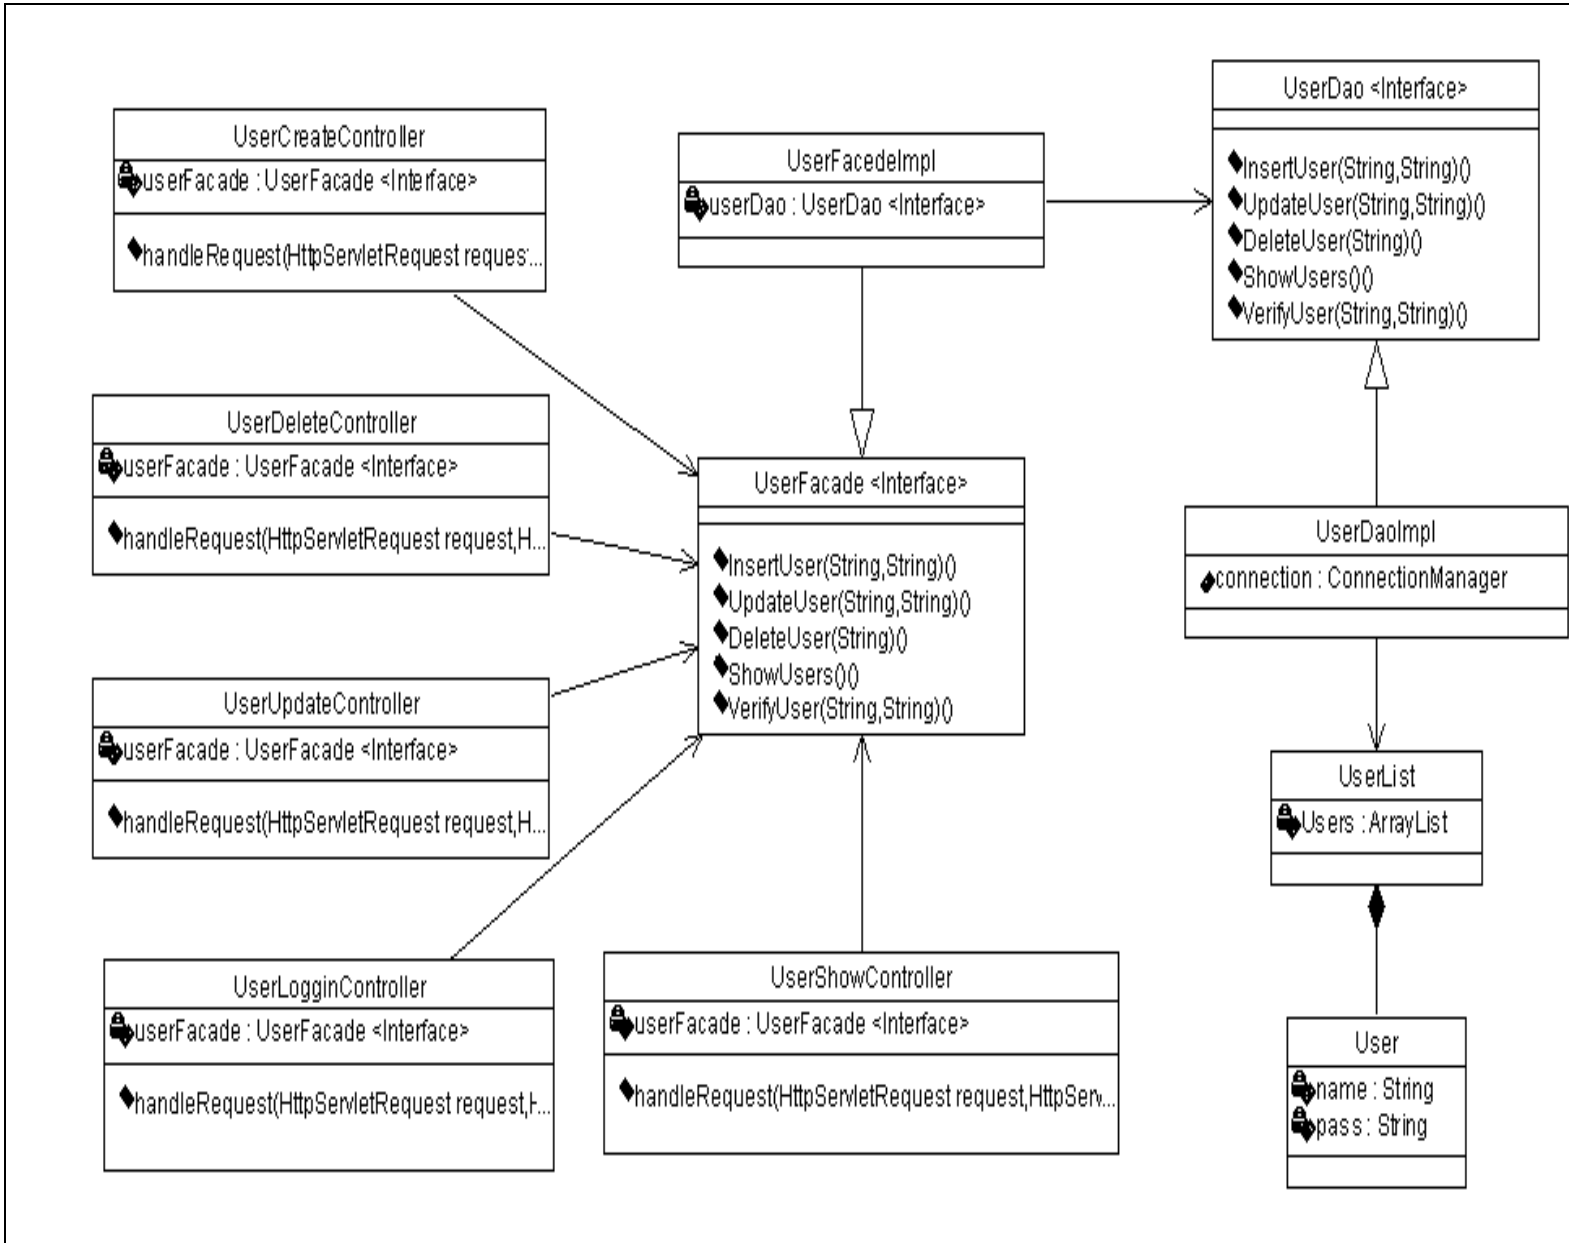 UserCreateController
userFacade : UserFacade <Interface>
handleRequest(HttpServletRequest reques:...
UserFacedeImpl
userDao : UserDao <Interface>
UserDao <Interface>
InsertUser(String,String)()
UpdateUser(String,String)()
DeleteUser(String)()
ShowUsers()()
VerifyUser(String,String)()
UserDeleteController
userFacade : UserFacade <Interface>
handleRequest(HttpServletRequest request,H...
UserFacade <Interface>
InsertUser(String,String)()
UpdateUser(String,String)()
DeleteUser(String)()
ShowUsers()()
VerifyUser(String,String)()
UserDaoImpl
connection : ConnectionManager
UserUpdateController
userFacade : UserFacade <Interface>
handleRequest(HttpServletRequest request,H...
UserList
Users : ArrayList
UserLogginController
userFacade : UserFacade <Interface>
handleRequest(HttpServletRequest request,H...
UserShowController
userFacade : UserFacade <Interface>
handleRequest(HttpServletRequest request,HttpServ...
User
name : String
pass : String